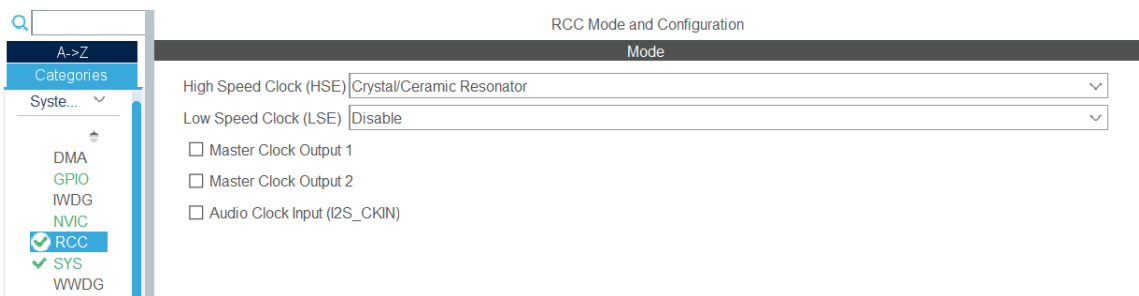 RCC Mode and Configuration
A->Z
Mode
Categories
Syste...
High Speed Clock (HSE) Crystal/Ceramic Resonator
Low Speed Clock (LSE) Disable
Master Clock Output 1
Master Clock Output 2
Audio Clock Input (I2S_CKIN)
DMA
GPIO
IWDG
NVIC
RCC
SYS
WWDG